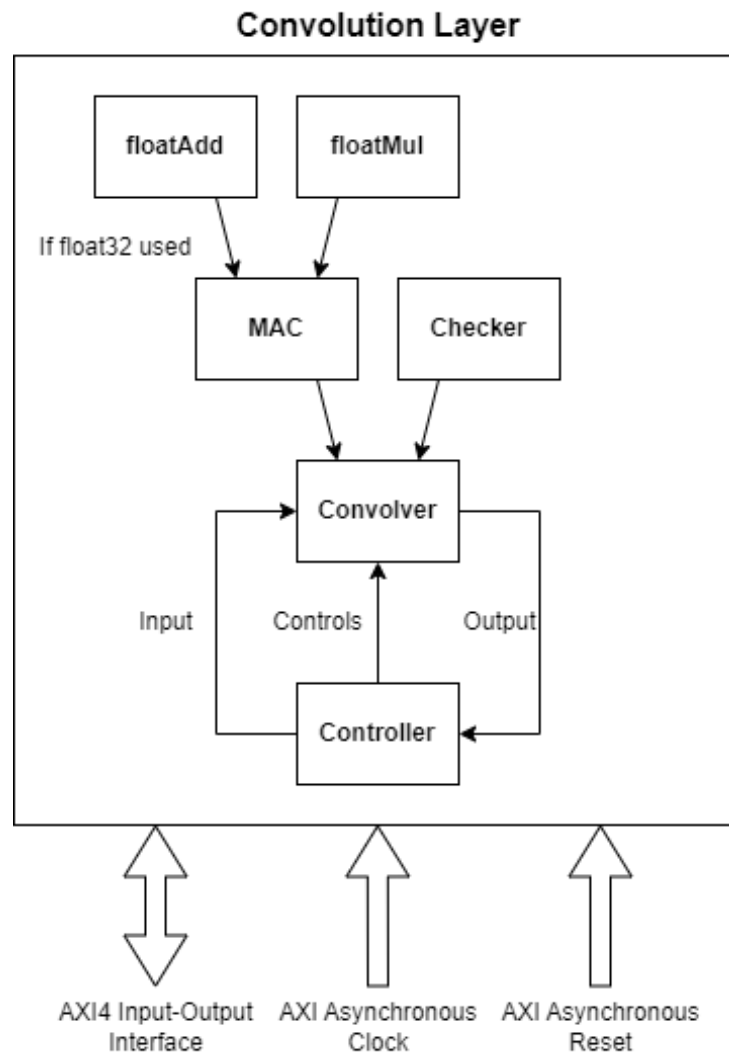 Convolution Layer
floatAdd
floatMul
If float32 used
MAC
Checker
Convolver
Input
Controls
Output
Controller
AXI4 Input-Output
Interface
AXI Asynchronous
Clock
AXI Asynchronous
Reset